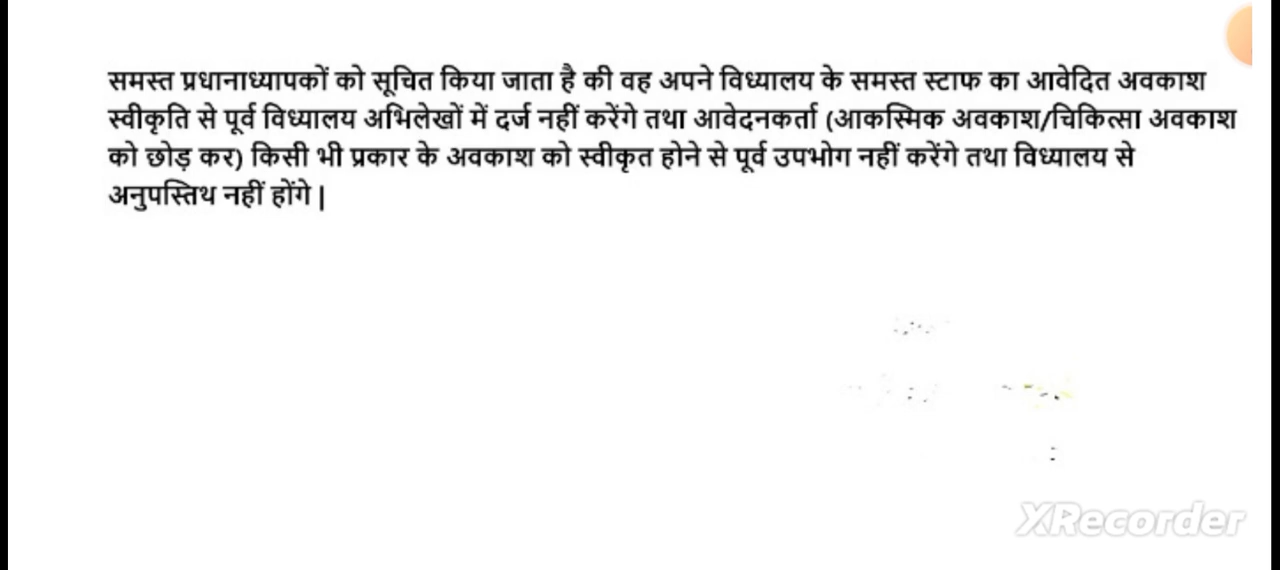 समस्त प्रधानाध्यापकों को सूचित किया जाता है की वह अपने विध्यालय के समस्त स्टाफ का आवेदित अवकाश
स्वीकृति से पूर्व विध्यालय अभिलेखों में दर्ज नहीं करेंगे तथा आवेदनकर्ता (आकस्मिक अवकाश/चिकित्सा अवकाश
को छोड़ कर) किसी भी प्रकार के अवकाश को स्वीकृत होने से पूर्व उपभोग नहीं करेंगे तथा विध्यालय से
अनुपस्तिथ नहीं होंगे |
XRecorder